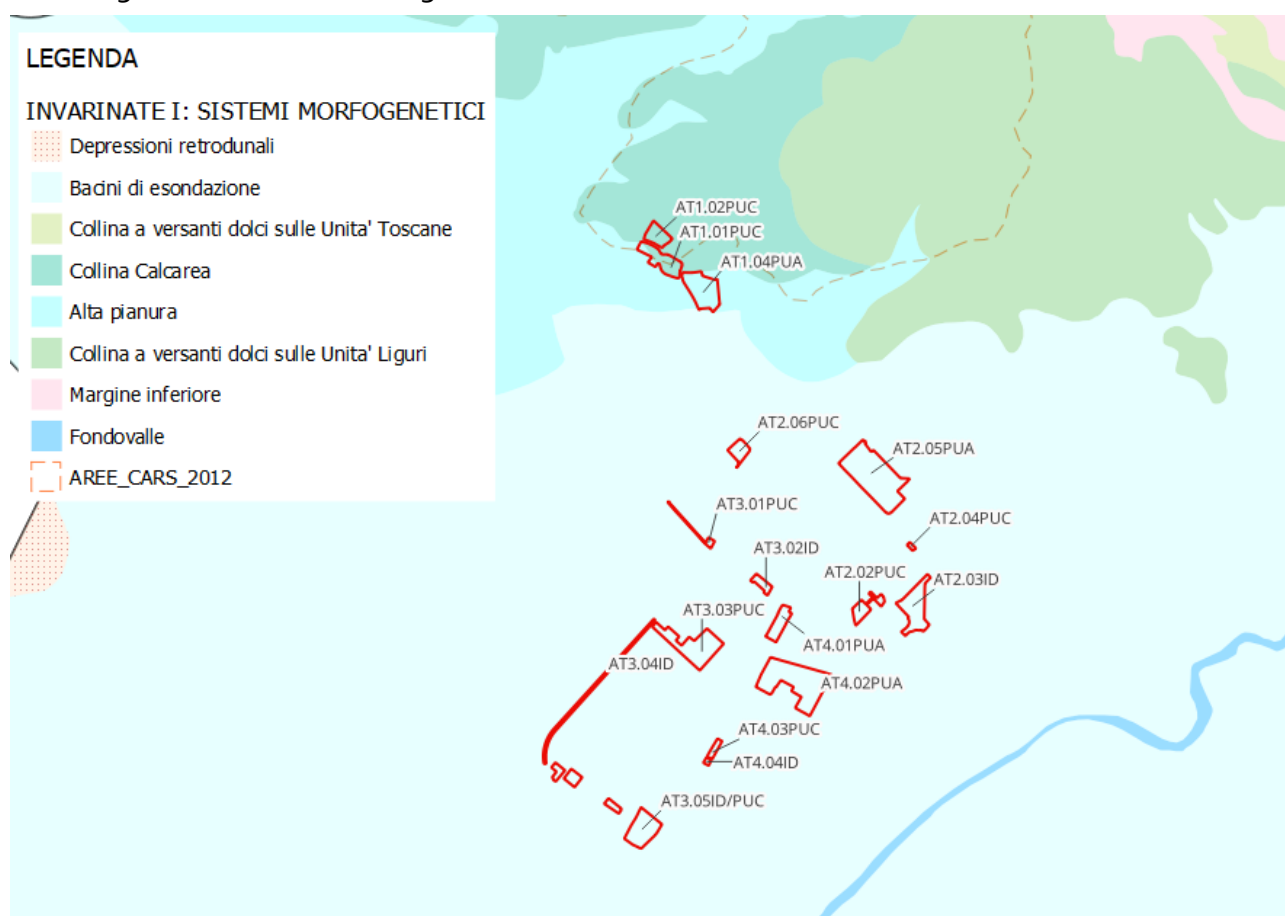 LEGENDA
INVARINATE I: SISTEMI MORFOGENETICI
Depressioni retrodunali
Bacini di esondazione
Collina a versanti dolci sulle Unita' Toscane
Collina Calcarea
Alta pianura
Collina a versanti dolci sulle Unita' Liguri
Margine inferiore
Fondovalle
AREE_CARS_2012
AT1.02PUC
AT1.01PUC
AT1.04PUA
AT2.06PUC
AT2.05PUA
AT3.01PUC
AT2.04PUC
AT3.02ID
AT2.02PUC
AT2.03ID
AT3.03PUC
AT4.01PUA
AT3.04ID
AT4.02PUA
AT4.03PUC
AT4.04ID
AT3.05ID/PUC